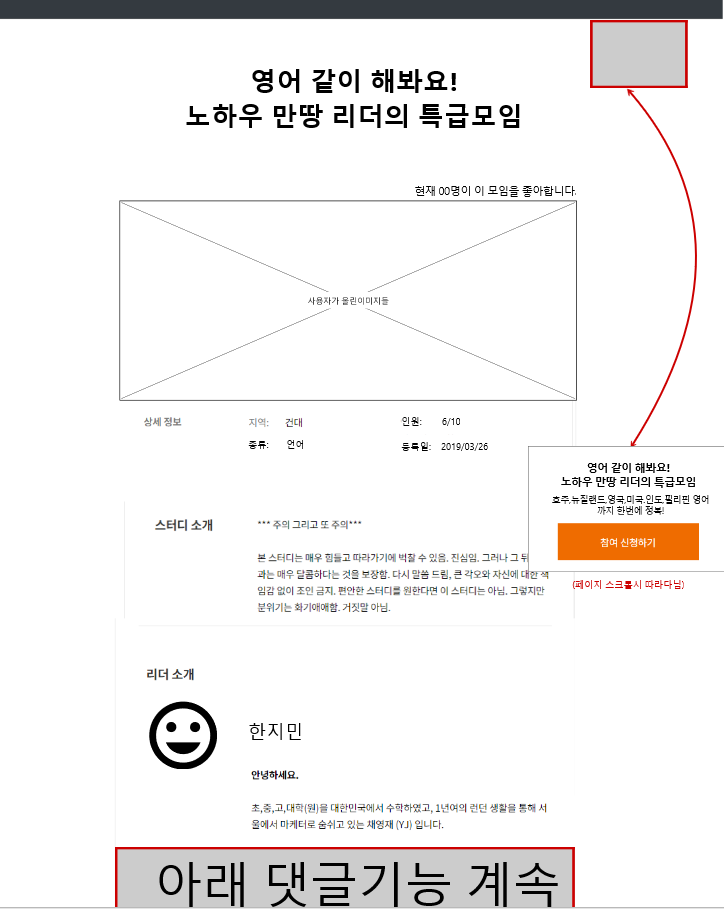 영어 같이 해봐요!
노하우 만땅 리더의 특급모임
현재 00명이 이 모임을 좋아합니다.
사용자가 올린이미지들
상세 정보
지역: 건대
인원: 6/10
종류: 언어
등록일: 2019/03/26
영어 같이 해봐요!
노하우 만땅 리더의 특급모임
호주,뉴질랜드,영국,미국,인도,필리핀 영어
까지 한번에 정복!
참여 신청하기
(페이지 스크롤시 따라다님)
스터디 소개
*** 주의 그리고 또 주의***
본 스터디는 매우 힘들고 따라가기에 벅찰 수 있음. 진심임. 그러나 그 뒤
과는 매우 달콤하다는 것을 보장함. 다시 말씀 드림, 큰 각오와 자신에 대한 책
임감 없이 조인 금지. 편안한 스터디를 원한다면 이 스터디는 아님. 그렇지만
분위기는 화기애애함. 거짓말 아님.
리더 소개
한지민
안녕하세요.
초,중,고,대학(원)을 대한민국에서 수학하였고, 1년여의 런던 생활을 통해 서
울에서 마케터로 숨쉬고 있는 채영재 (YJ) 입니다.
아래 댓글기능 계속